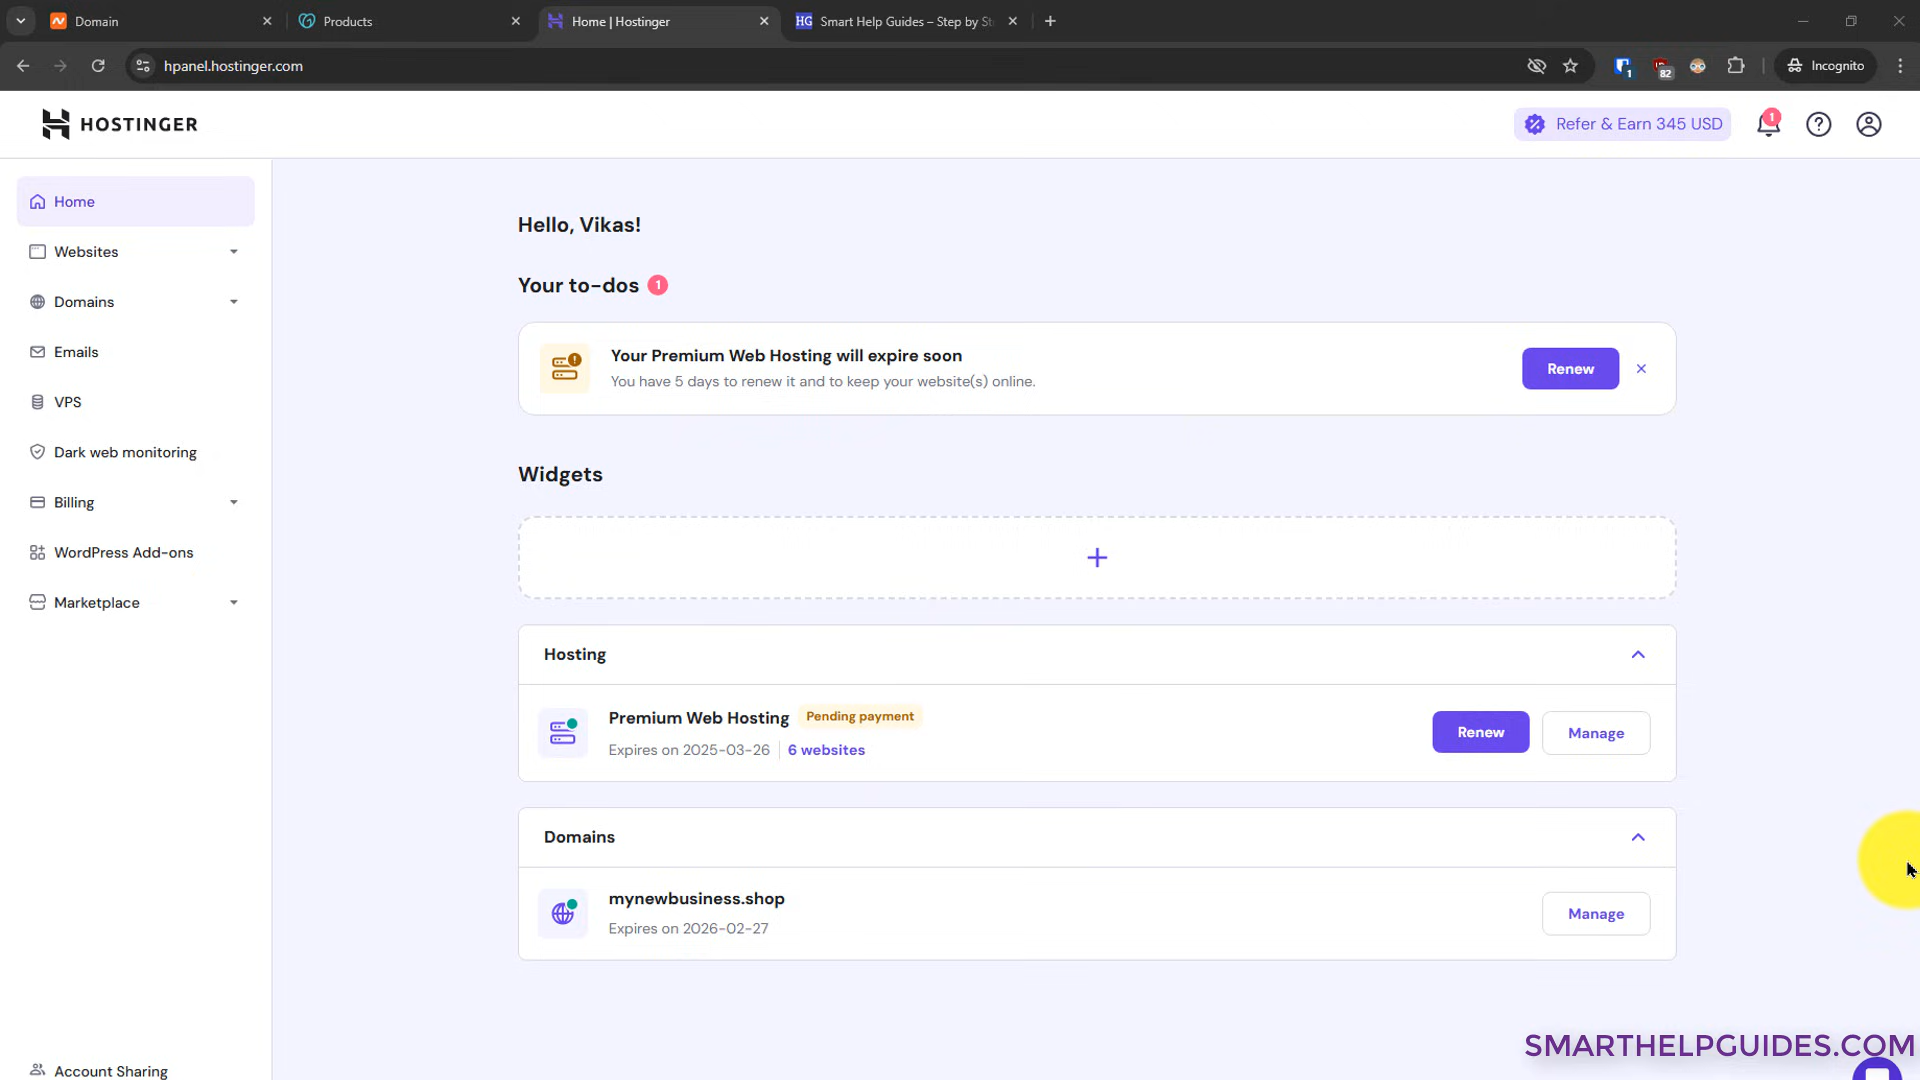 Domain
Products
Home | Hostinger
HG Smart Help Guides – Step by St
hpanel.hostinger.com
1
82
Incognito
HOSTINGER
Refer & Earn 345 USD
1
Home
Websites
Domains
Emails
VPS
Dark web monitoring
Billing
WordPress Add-ons
Marketplace
Account Sharing
Hello, Vikas!
Your to-dos 1
Your Premium Web Hosting will expire soon
You have 5 days to renew it and to keep your website(s) online.
Renew
Widgets
Hosting
Premium Web Hosting Pending payment
Expires on 2025-03-26 6 websites
Renew Manage
Domains
mynewbusiness.shop
Expires on 2026-02-27
Manage
SMARTHELPGUIDES.COM